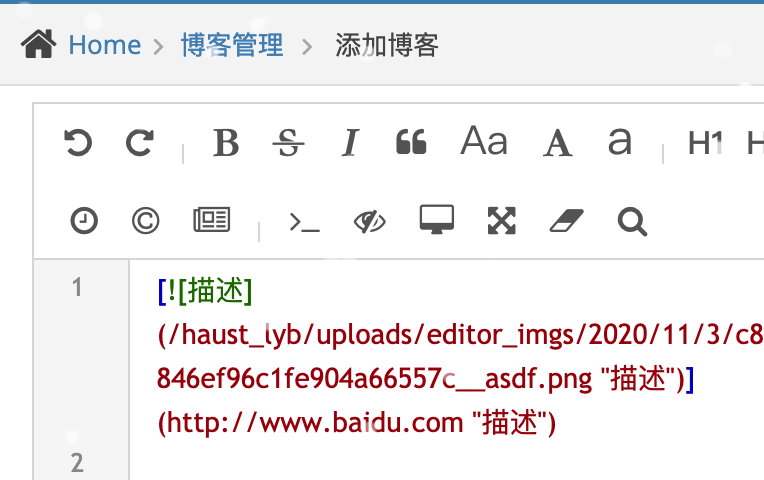 Home > 博客管理 > 添加博客
B S I “ Aa A a H1 H
© >_
1 [![描述]
(/haust_lyb/uploads/editor_imgs/2020/11/3/c8
846ef96c1fe904a66557c__asdf.png "描述")]
(http://www.baidu.com "描述")
2